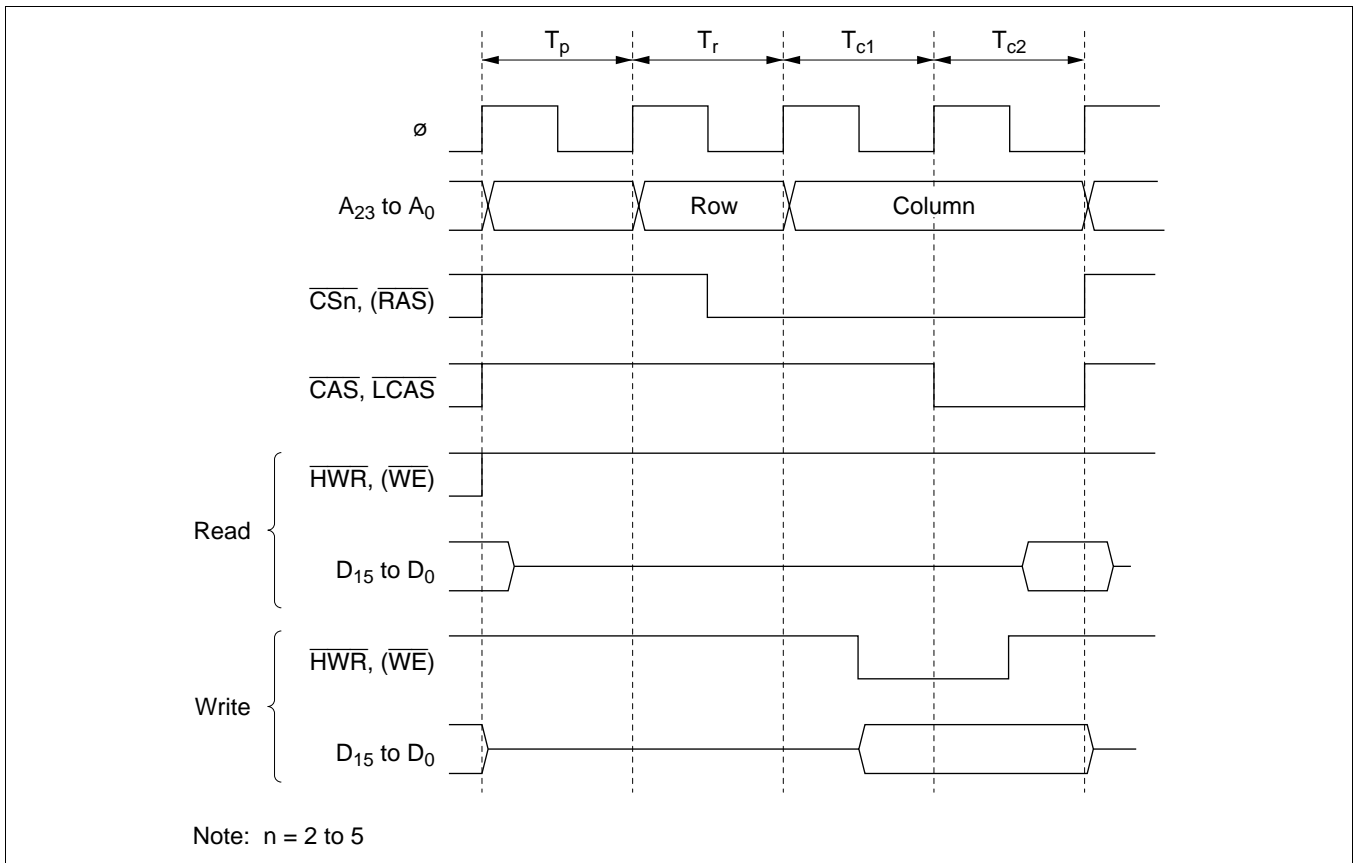 Tp Tr Tc1 Tc2
ø
A23 to A0 Row Column
CSn, (RAS)
CAS, LCAS
Read
HWR, (WE)
D15 to D0
Write
HWR, (WE)
D15 to D0
Note: n = 2 to 5